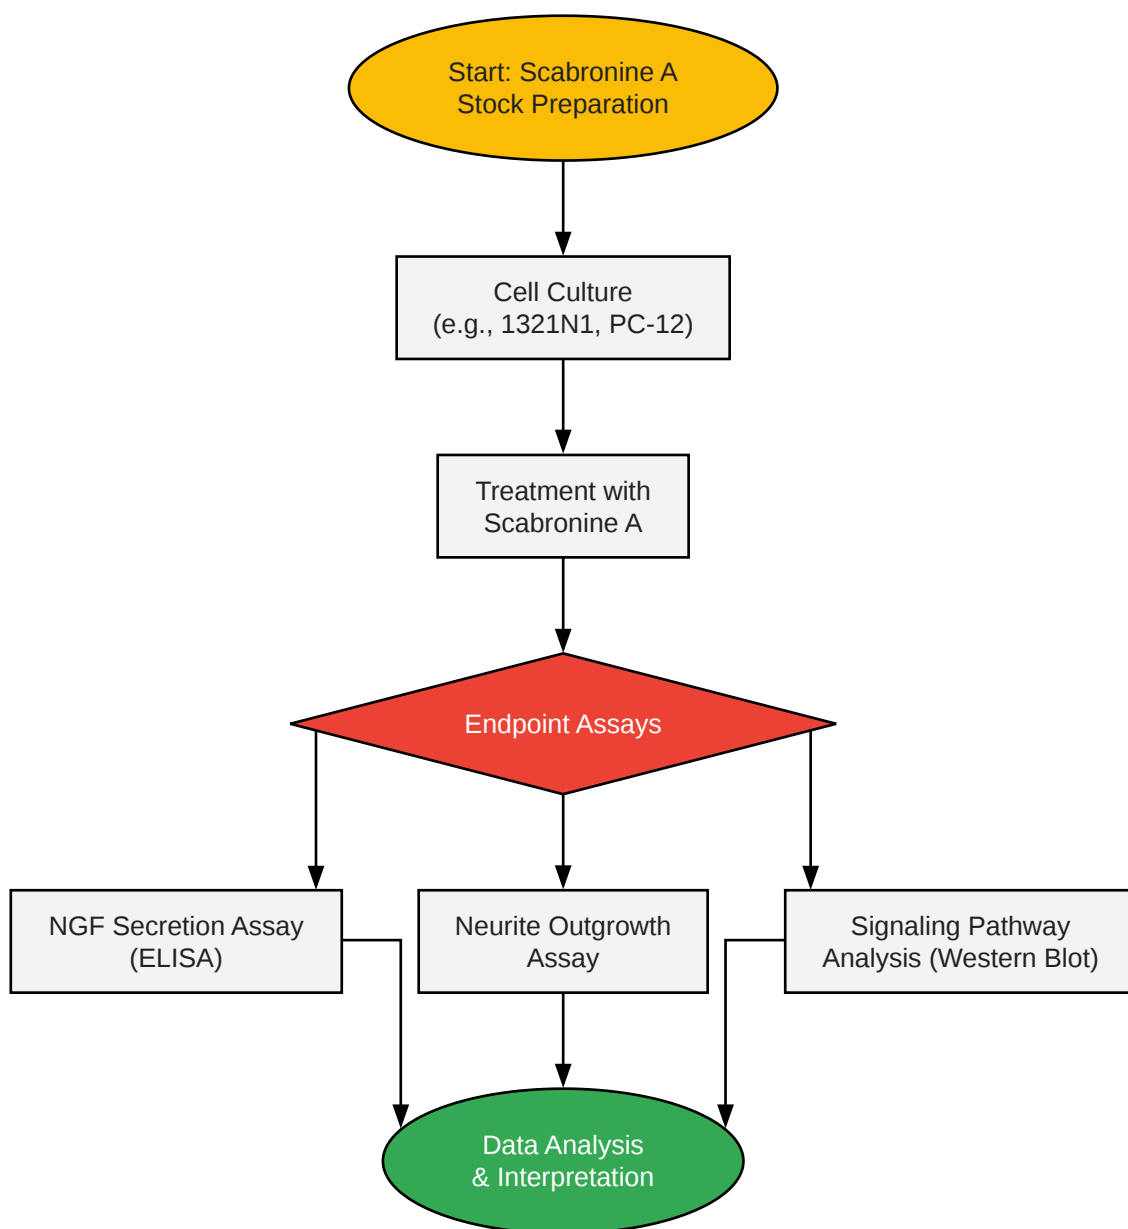 Start: Scabronine A
Stock Preparation
Cell Culture
(e.g., 1321N1, PC-12)
Treatment with
Scabronine A
Endpoint Assays
NGF Secretion Assay
(ELISA)
Neurite Outgrowth
Assay
Signaling Pathway
Analysis (Western Blot)
Data Analysis
& Interpretation